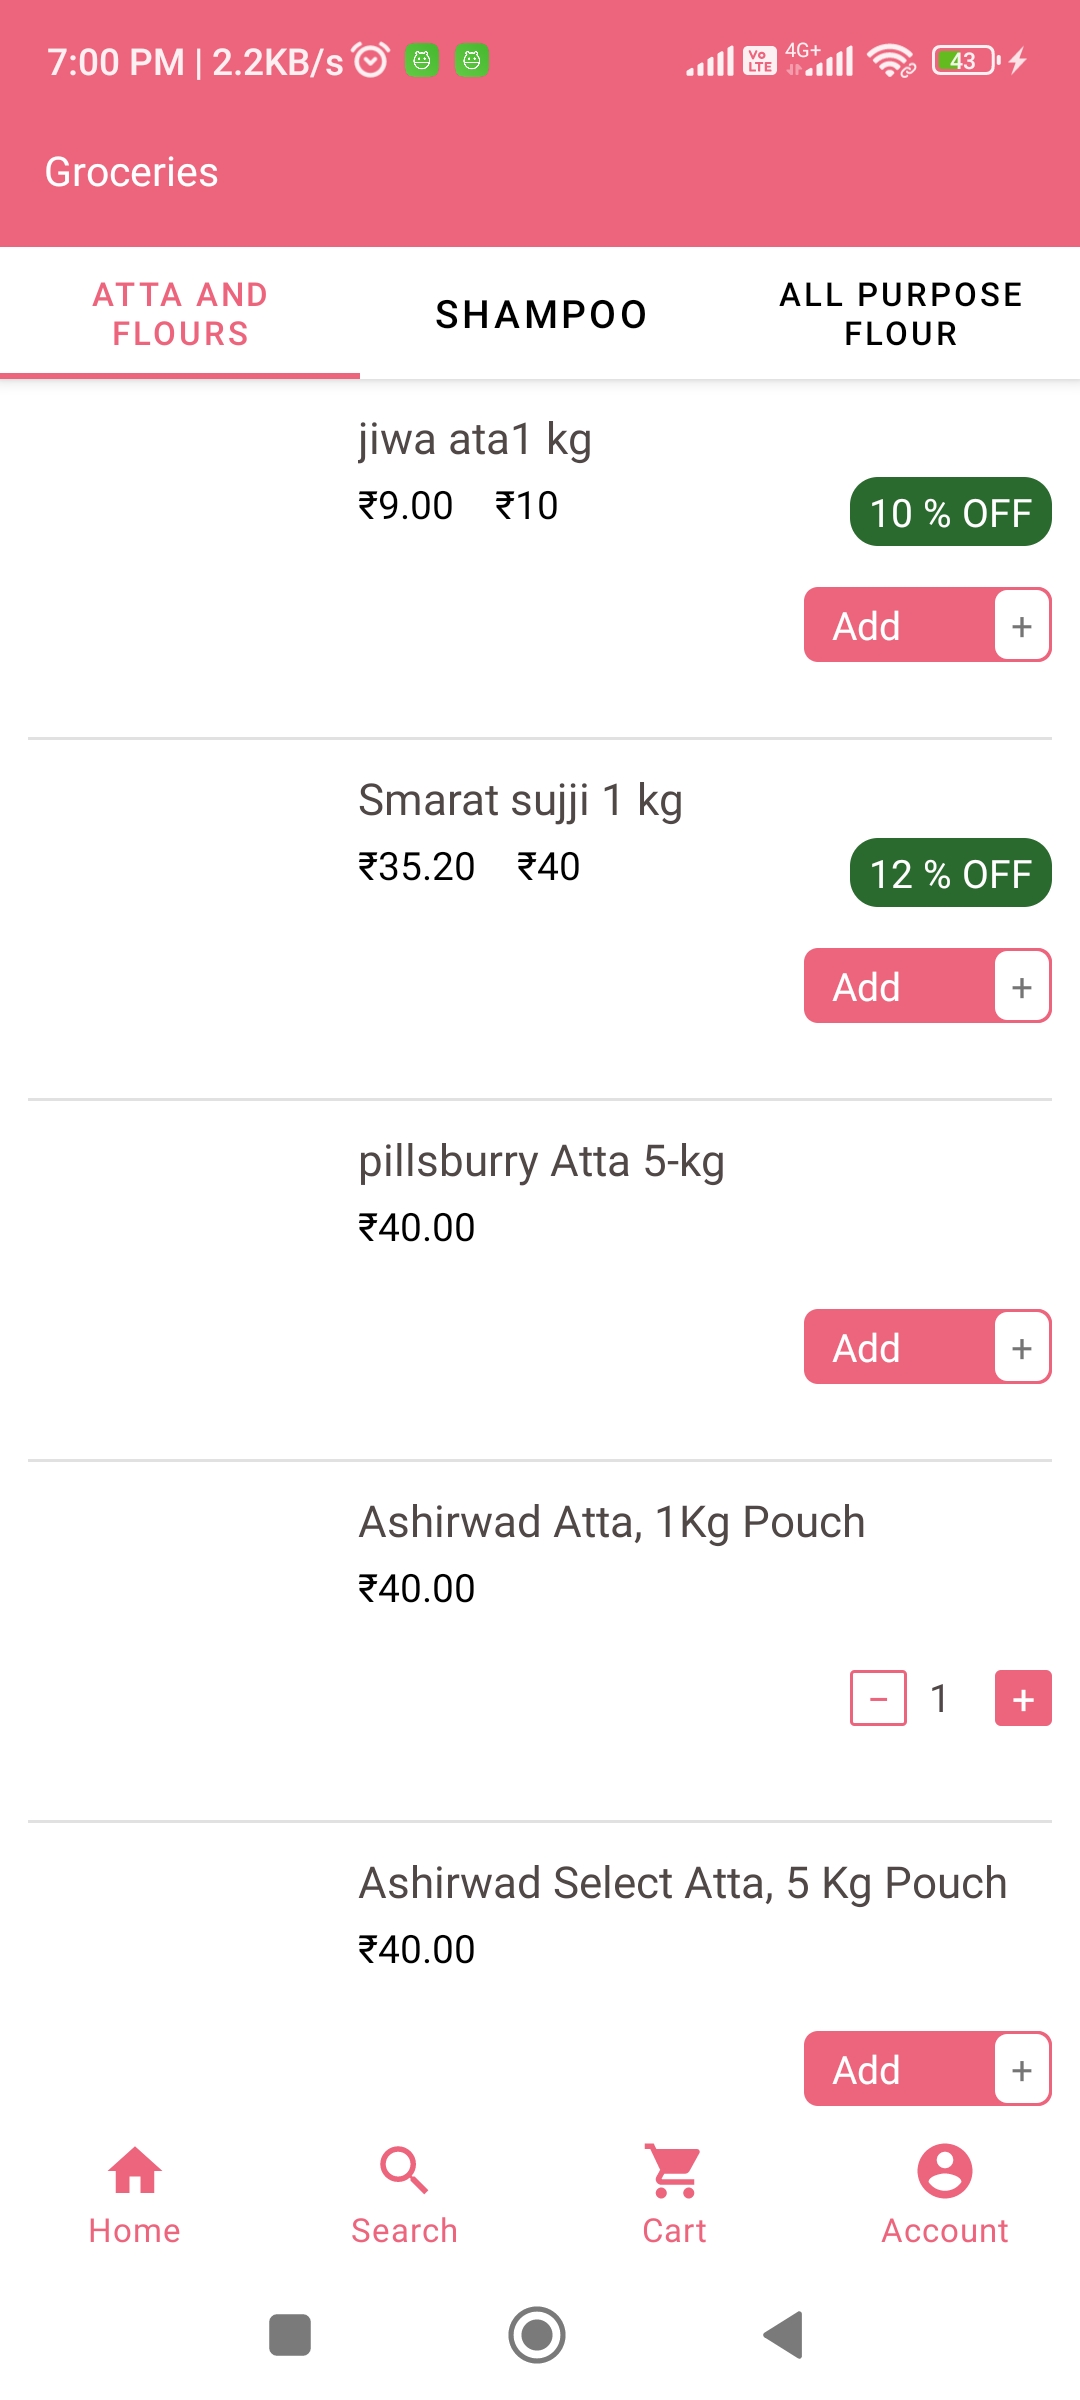 7:00 PM | 2.2KB/s
Vo LTE 4G+ 43
Groceries
ATTA AND FLOURS
SHAMPOO
ALL PURPOSE FLOUR
jiwa ata1 kg
₹9.00 ₹10
10 % OFF
Add +
Smarat sujji 1 kg
₹35.20 ₹40
12 % OFF
Add +
pillsburry Atta 5-kg
₹40.00
Add +
Ashirwad Atta, 1Kg Pouch
₹40.00
− 1 +
Ashirwad Select Atta, 5 Kg Pouch
₹40.00
Add +
Home Search Cart Account